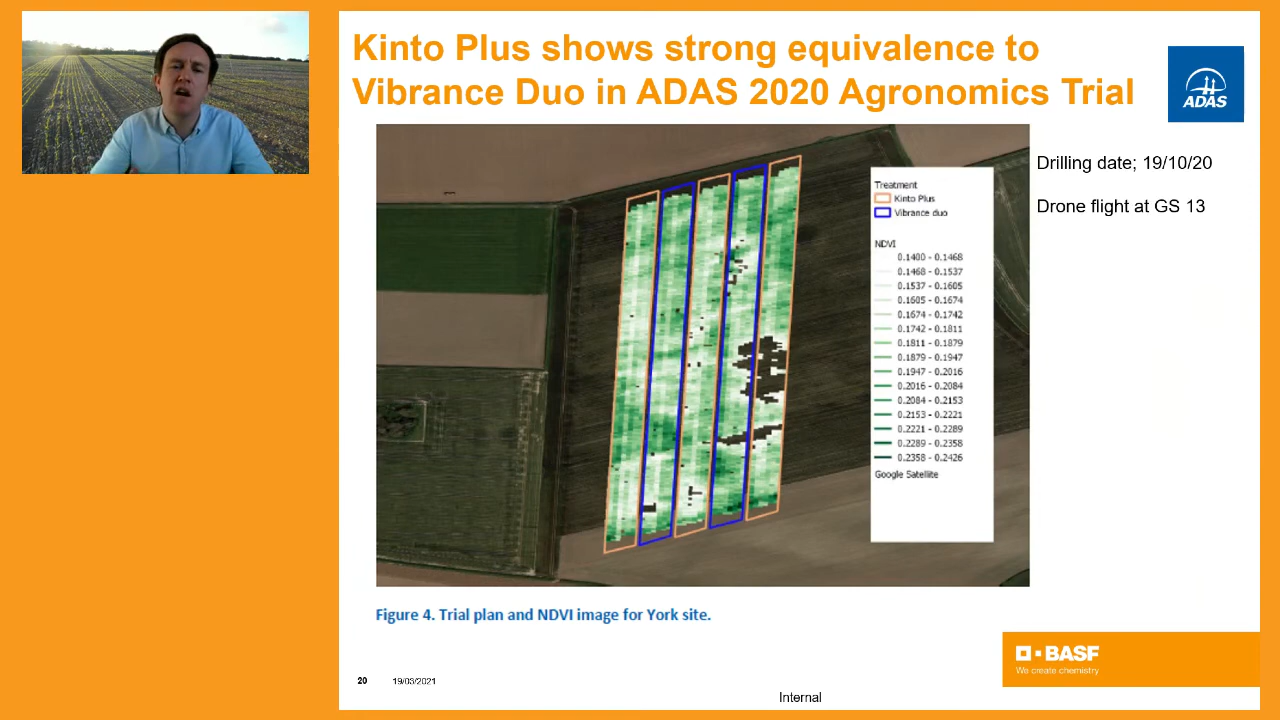 Kinto Plus shows strong equivalence to
Vibrance Duo in ADAS 2020 Agronomics Trial
ADAS
Drilling date; 19/10/20
Drone flight at GS 13
Treatment
Kinto Plus
Vibrance duo
NDVI
0.1400 - 0.1468
0.1468 - 0.1537
0.1537 - 0.1605
0.1605 - 0.1674
0.1674 - 0.1742
0.1742 - 0.1811
0.1811 - 0.1879
0.1879 - 0.1947
0.1947 - 0.2016
0.2016 - 0.2084
0.2084 - 0.2153
0.2153 - 0.2221
0.2221 - 0.2289
0.2289 - 0.2358
0.2358 - 0.2426
Google Satellite
Figure 4. Trial plan and NDVI image for York site.
BASF
We create chemistry
20 19/03/2021
Internal